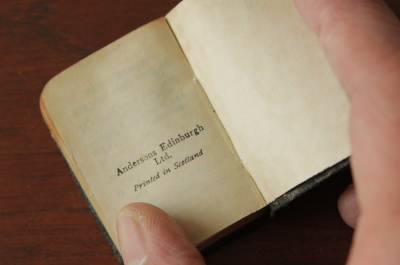 Andersons Edinburgh
Ltd.
Printed in Scotland